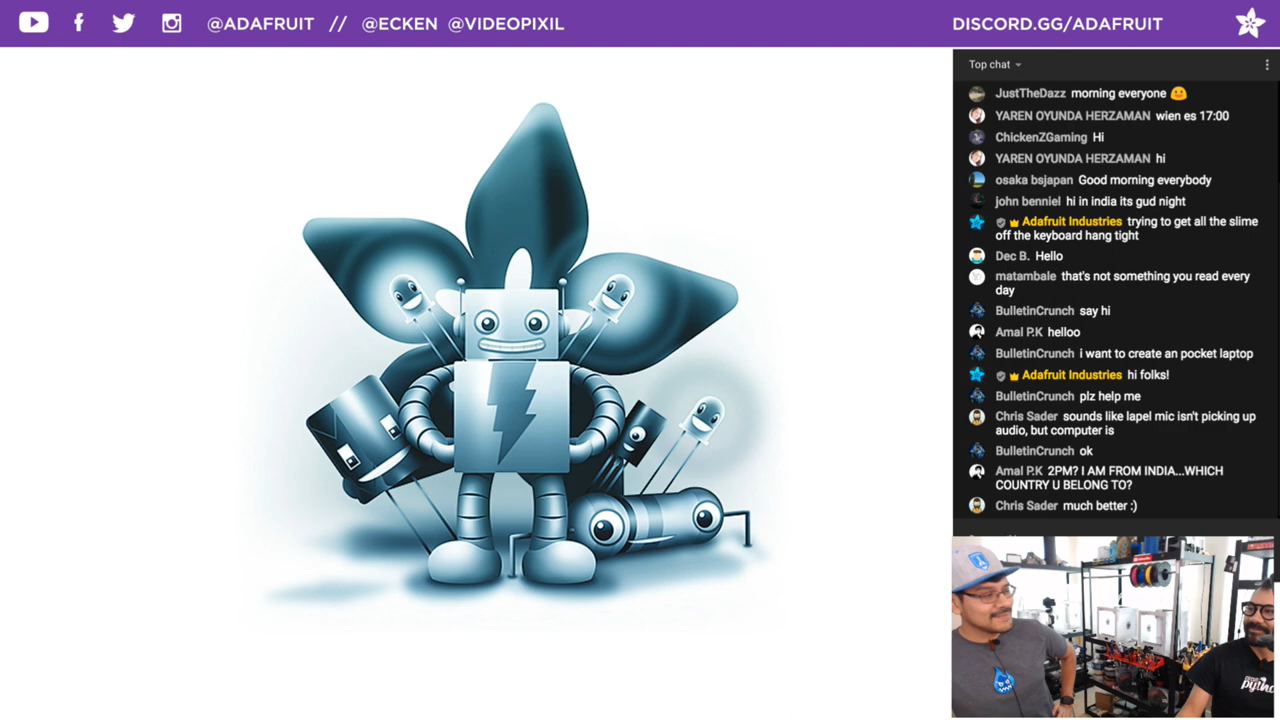 @ADAFRUIT // @ECKEN @VIDEOPIXIL
DISCORD.GG/ADAFRUIT
Top chat
JustTheDazz morning everyone
YAREN OYUNDA HERZAMAN wien es 17:00
ChickenZGaming Hi
YAREN OYUNDA HERZAMAN hi
osaka bsjapan Good morning everybody
john benniel hi in india its gud night
Adafruit Industries trying to get all the slime
off the keyboard hang tight
Dec B. Hello
matambale that's not something you read every
day
BulletinCrunch say hi
Amal P.K helloo
BulletinCrunch i want to create an pocket laptop
Adafruit Industries hi folks!
BulletinCrunch plz help me
Chris Sader sounds like lapel mic isn't picking up
audio, but computer is
BulletinCrunch ok
Amal P.K 2PM? I AM FROM INDIA...WHICH
COUNTRY U BELONG TO?
Chris Sader much better :)